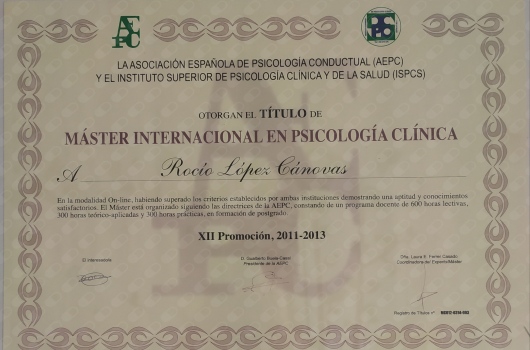 AEPC
LA ASOCIACIÓN ESPAÑOLA DE PSICOLOGÍA CONDUCTUAL (AEPC)
Y EL INSTITUTO SUPERIOR DE PSICOLOGÍA CLÍNICA Y DE LA SALUD (ISPCS)
OTORGAN EL TÍTULO DE
MÁSTER INTERNACIONAL EN PSICOLOGÍA CLÍNICA
A Rocío López Cánovas
En la modalidad On-line, habiendo superado los criterios establecidos por ambas instituciones demostrando una aptitud y conocimientos
satisfactorios. El Máster está organizado siguiendo las directrices de la AEPC, constando de un programa docente de 600 horas lectivas,
300 horas teórico-aplicadas y 300 horas prácticas, en formación de postgrado.
XII Promoción, 2011-2013
El interesado
Presidente de la AEPC
Coordinadora del Experto/Máster
Registro de Títulos nº